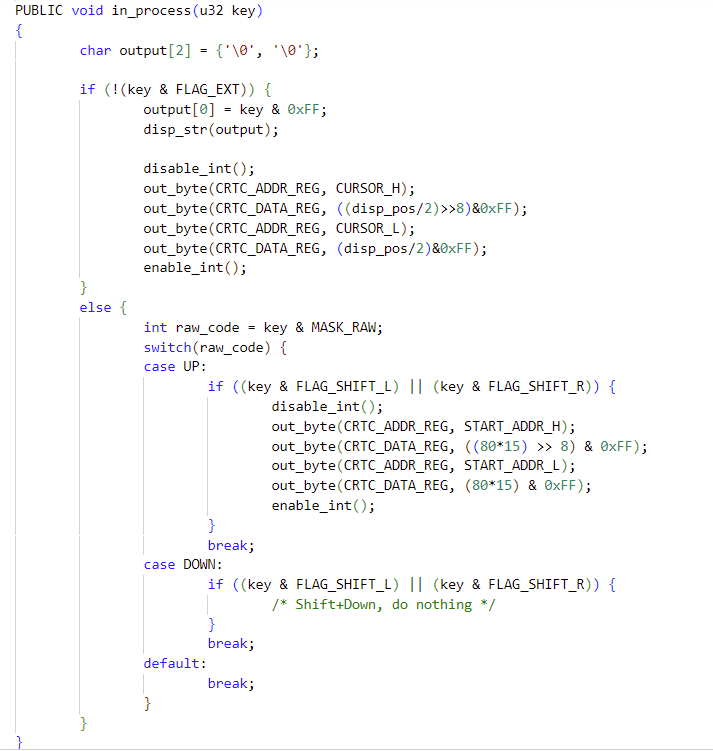 PUBLIC void in_process(u32 key)
{
        char output[2] = {'\0', '\0'};

        if (!(key & FLAG_EXT)) {
                output[0] = key & 0xFF;
                disp_str(output);

                disable_int();
                out_byte(CRTC_ADDR_REG, CURSOR_H);
                out_byte(CRTC_DATA_REG, ((disp_pos/2)>>8)&0xFF);
                out_byte(CRTC_ADDR_REG, CURSOR_L);
                out_byte(CRTC_DATA_REG, (disp_pos/2)&0xFF);
                enable_int();
        }
        else {
                int raw_code = key & MASK_RAW;
                switch(raw_code) {
                case UP:
                        if ((key & FLAG_SHIFT_L) || (key & FLAG_SHIFT_R)) {
                                disable_int();
                                out_byte(CRTC_ADDR_REG, START_ADDR_H);
                                out_byte(CRTC_DATA_REG, ((80*15) >> 8) & 0xFF);
                                out_byte(CRTC_ADDR_REG, START_ADDR_L);
                                out_byte(CRTC_DATA_REG, (80*15) & 0xFF);
                                enable_int();
                        }
                        break;
                case DOWN:
                        if ((key & FLAG_SHIFT_L) || (key & FLAG_SHIFT_R)) {
                                /* Shift+Down, do nothing */
                        }
                        break;
                default:
                        break;
                }
        }
}